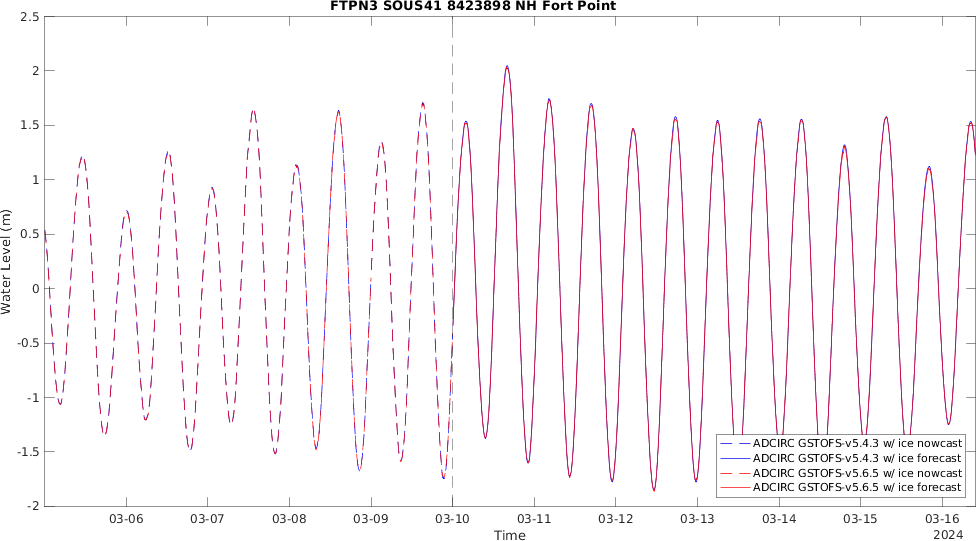 FTPN3 SOUS41 8423898 NH Fort Point
2.5
2
1.5
1
0.5
0
-0.5
-1
-1.5
-2
Water Level (m)
03-06 03-07 03-08 03-09 03-10 03-11 03-12 03-13 03-14 03-15 03-16
Time
2024
ADCIRC GSTOFS-v5.4.3 w/ ice nowcast
ADCIRC GSTOFS-v5.4.3 w/ ice forecast
ADCIRC GSTOFS-v5.6.5 w/ ice nowcast
ADCIRC GSTOFS-v5.6.5 w/ ice forecast